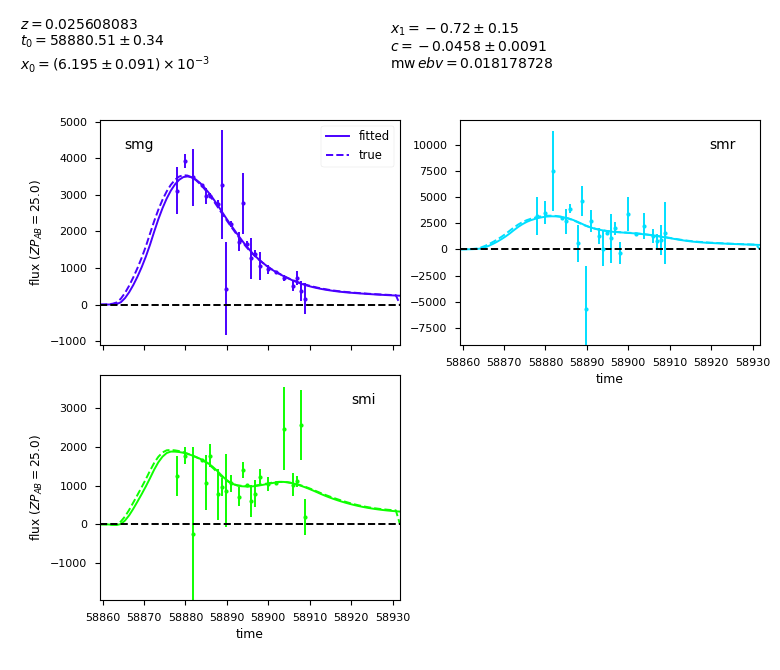 z = 0.025608083
t₀ = 58880.51 ± 0.34
x₀ = (6.195 ± 0.091) × 10⁻³
x₁ = −0.72 ± 0.15
c = −0.0458 ± 0.0091
mwebv = 0.018178728
smg
fitted
true
flux (ZP_AB = 25.0)
5000
4000
3000
2000
1000
0
−1000
smr
10000
7500
5000
2500
0
−2500
−5000
−7500
58860 58870 58880 58890 58900 58910 58920 58930
time
smi
flux (ZP_AB = 25.0)
3000
2000
1000
0
−1000
58860 58870 58880 58890 58900 58910 58920 58930
time